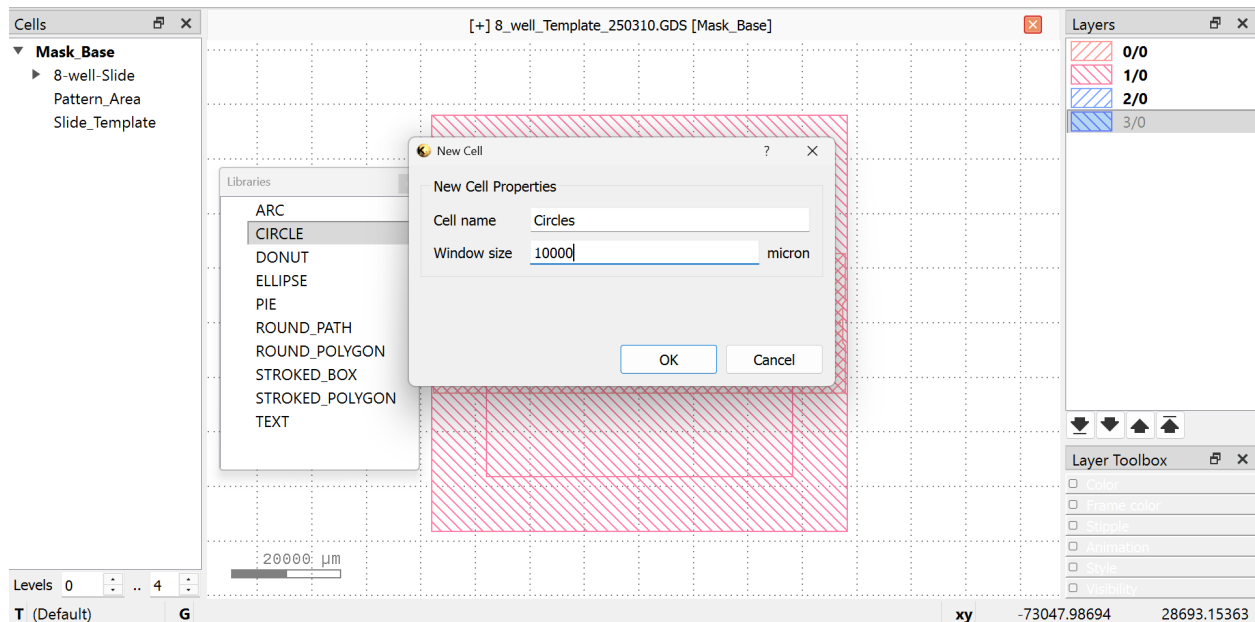 Cells
[+] 8_well_Template_250310.GDS [Mask_Base]
Layers
Mask_Base
8-well-Slide
Pattern_Area
Slide_Template
0/0
1/0
2/0
3/0
New Cell
?
New Cell Properties
Cell name Circles
Window size 10000 micron
OK Cancel
Libraries
ARC
CIRCLE
DONUT
ELLIPSE
PIE
ROUND_PATH
ROUND_POLYGON
STROKED_BOX
STROKED_POLYGON
TEXT
20000 µm
Layer Toolbox
Color
Frame color
Stipple
Animation
Style
Visibility
Levels 0 .. 4
T (Default) G xy -73047.98694 28693.15363